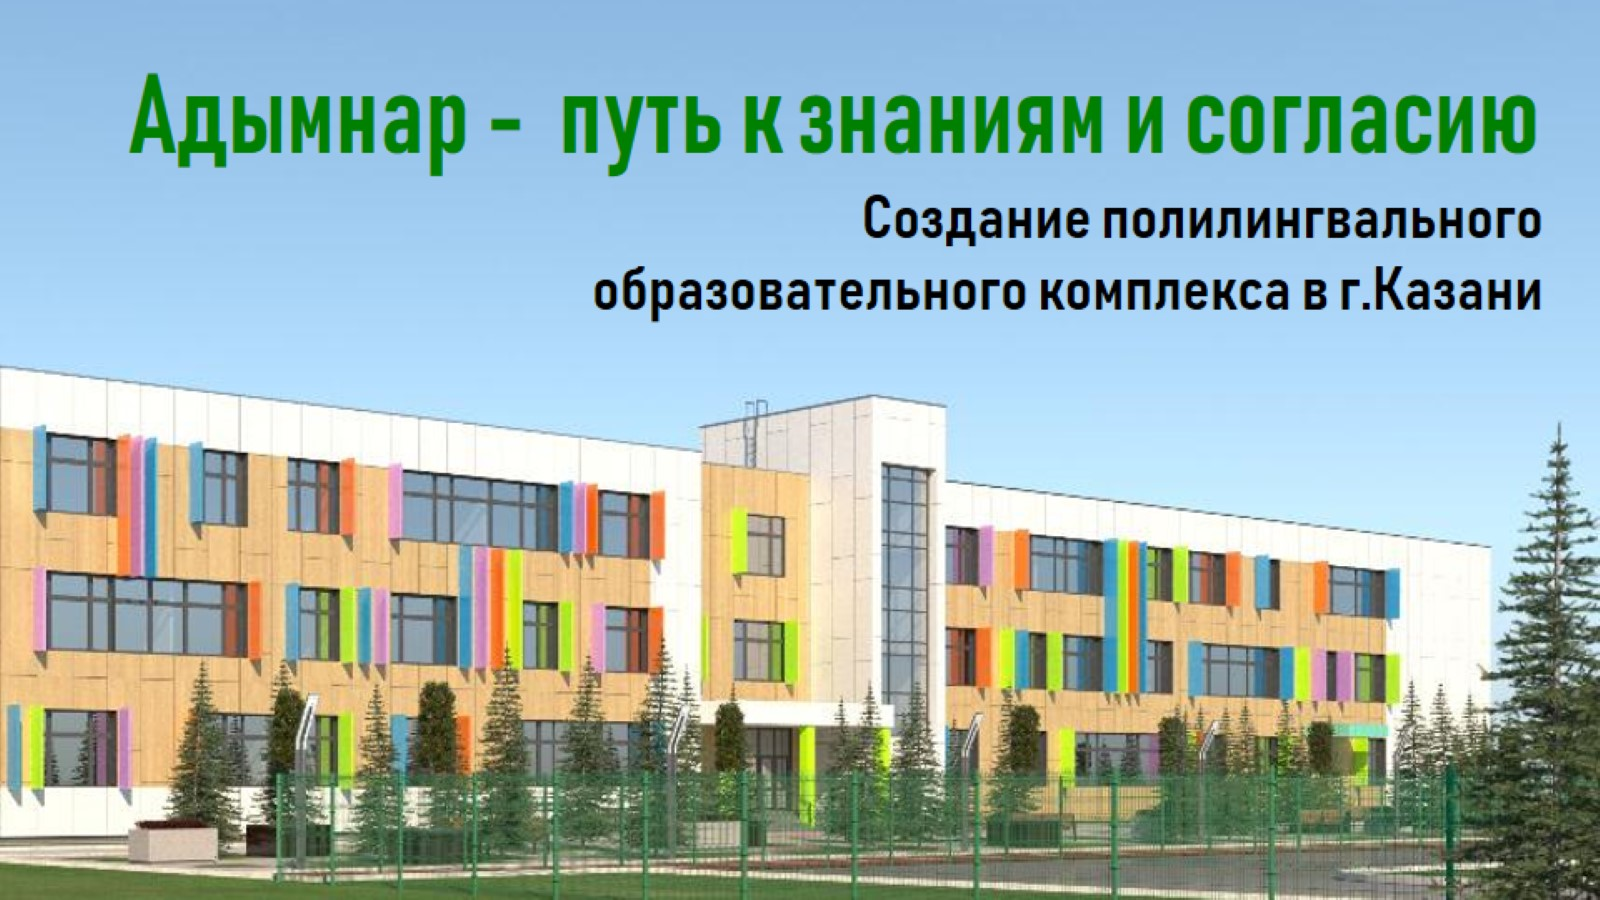 Адымнар - путь к знаниям и согласию
Создание полилингвального
образовательного комплекса в г.Казани